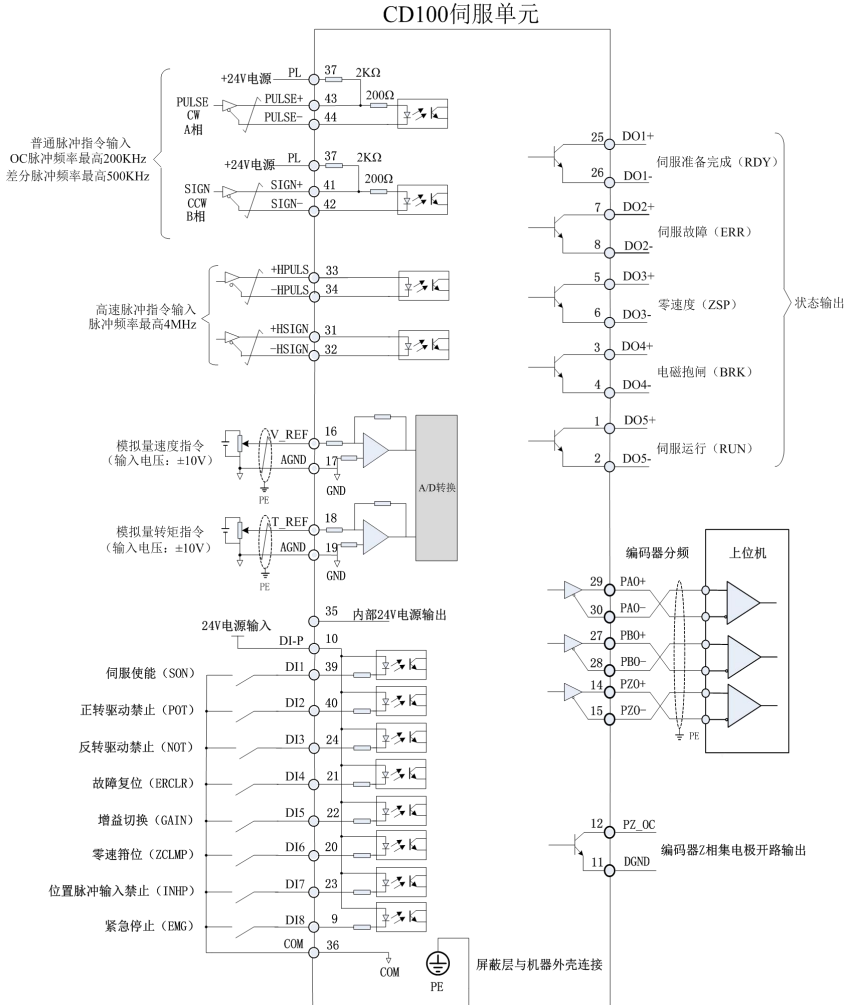 CD100伺服单元
普通脉冲指令输入
OC脉冲频率最高200KHz
差分脉冲频率最高500KHz
+24V电源 PL 37 2KΩ
200Ω
PULSE
CW
A相
PULSE+ 43
PULSE- 44
+24V电源 PL 37 2KΩ
200Ω
SIGN
CCW
B相
SIGN+ 41
SIGN- 42
高速脉冲指令输入
脉冲频率最高4MHz
+HPULS 33
-HPULS 34
+HSIGN 31
-HSIGN 32
模拟量速度指令
（输入电压：±10V）
V_REF 16
AGND 17
GND
PE
模拟量转矩指令
（输入电压：±10V）
T_REF 18
AGND 19
GND
PE
A/D转换
35 内部24V电源输出
24V电源输入
DI-P 10
伺服使能（SON） DI1 39
正转驱动禁止（POT） DI2 40
反转驱动禁止（NOT） DI3 24
故障复位（ERCLR） DI4 21
增益切换（GAIN） DI5 22
零速箝位（ZCLMP） DI6 20
位置脉冲输入禁止（INHP） DI7 23
紧急停止（EMG） DI8 9
COM 36
COM
PE
屏蔽层与机器外壳连接
25 DO1+
26 DO1-
伺服准备完成（RDY）
7 DO2+
8 DO2-
伺服故障（ERR）
5 DO3+
6 DO3-
零速度（ZSP）
3 DO4+
4 DO4-
电磁抱闸（BRK）
1 DO5+
2 DO5-
伺服运行（RUN）
状态输出
编码器分频
上位机
29 PAO+
30 PAO-
27 PBO+
28 PBO-
14 PZO+
15 PZO-
PE
12 PZ_OC
11 DGND
编码器Z相集电极开路输出